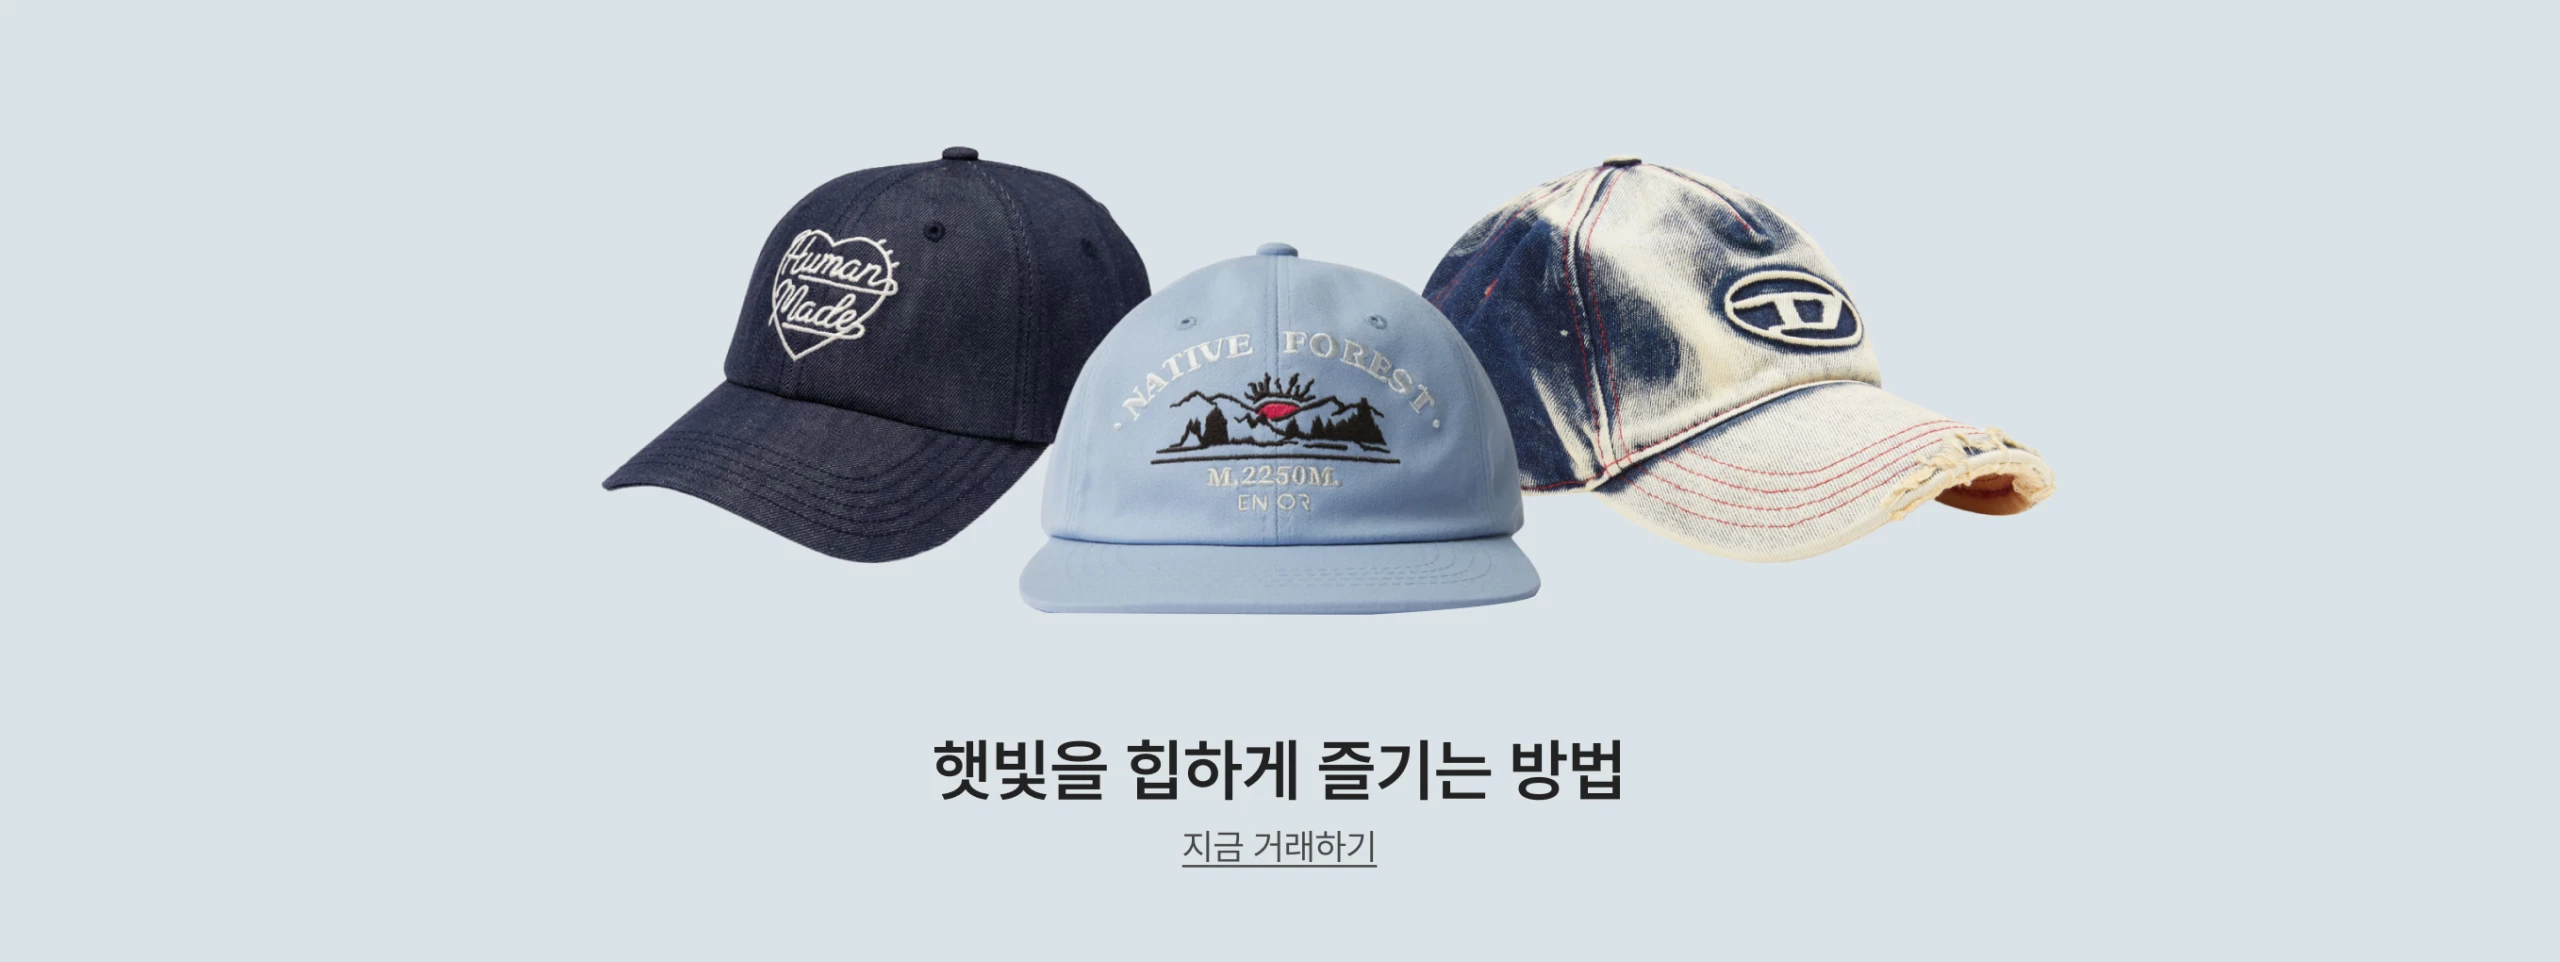 Human
Made
NATIVE FOREST
M.2250M.
EN OR
D
햇빛을 힙하게 즐기는 방법
지금 거래하기